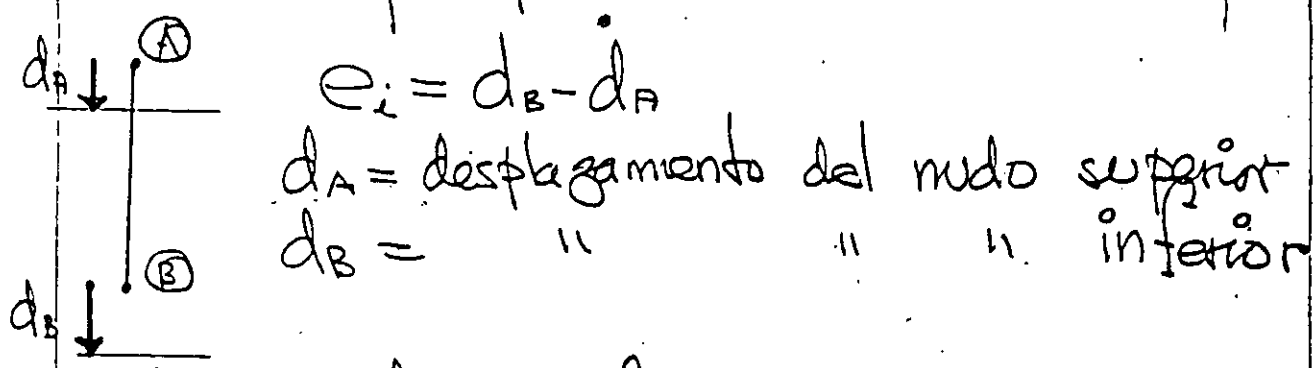 dA Ⓐ
eᵢ = dB - dA
dA = desplazamiento del nudo superior
dB = " " " inferior
Ⓑ
dB